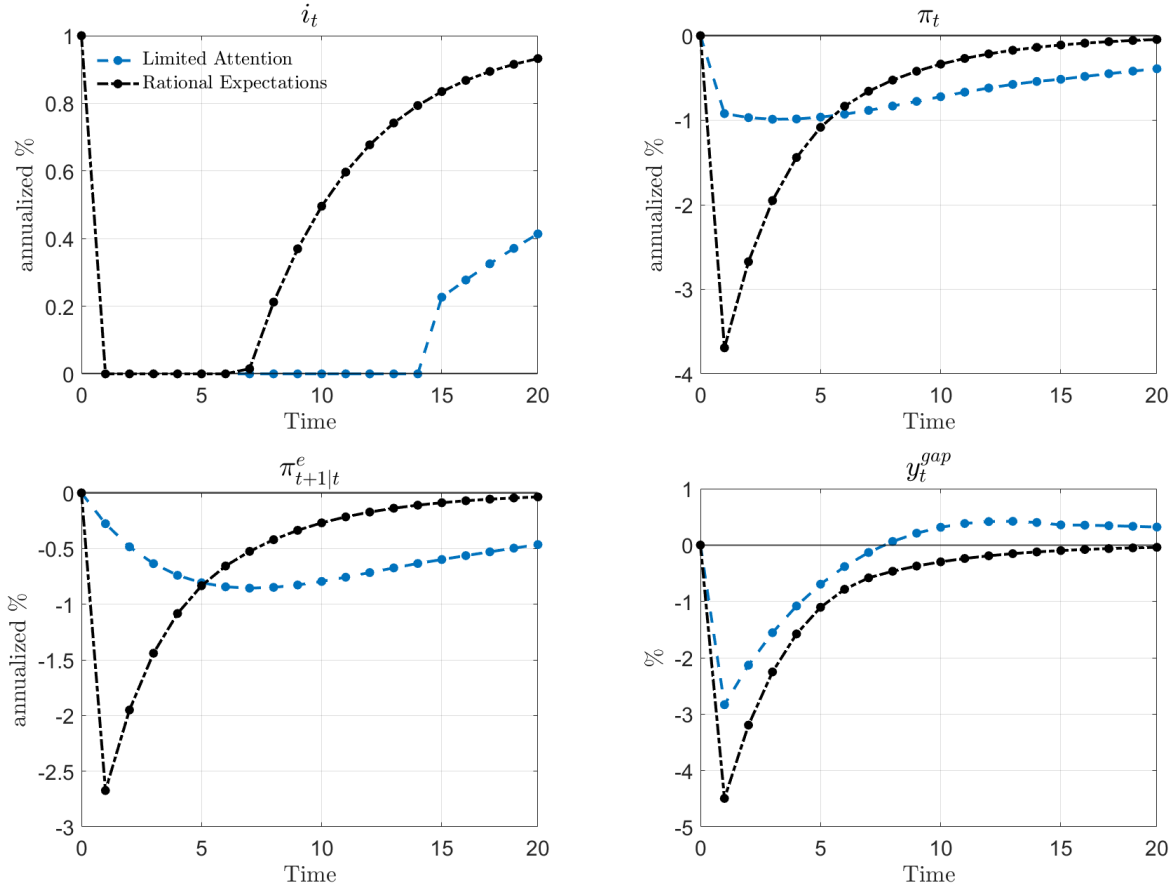 i_t
1
0.8
0.6
0.4
0.2
0
annualized %
Limited Attention
Rational Expectations
0 5 10 15 20
Time
π_t
0
-1
-2
-3
-4
annualized %
0 5 10 15 20
Time
π^e_{t+1|t}
0
-0.5
-1
-1.5
-2
-2.5
-3
annualized %
0 5 10 15 20
Time
y_t^{gap}
1
0
-1
-2
-3
-4
-5
%
0 5 10 15 20
Time